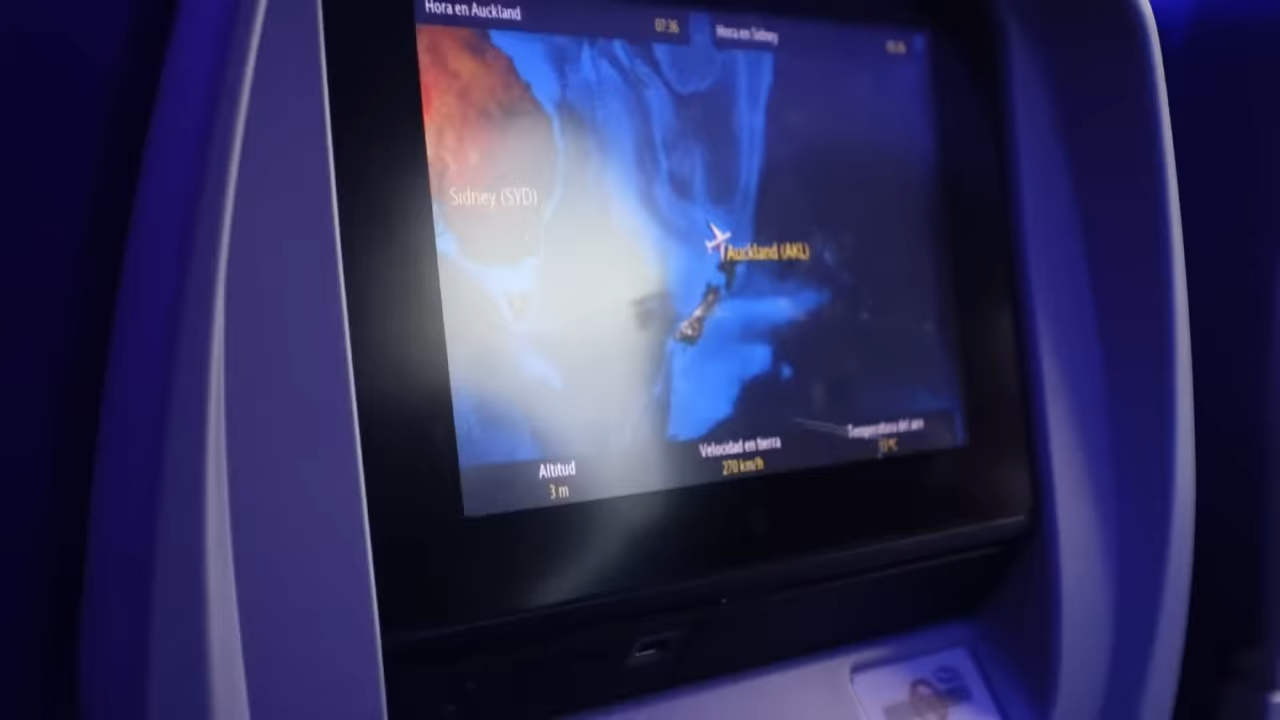 Hora en Auckland
07:36
Hora en Sidney
Sidney (SYD)
Auckland (AKL)
Altitud
3 m
Velocidad en tierra
270 km/h
Temperatura del aire